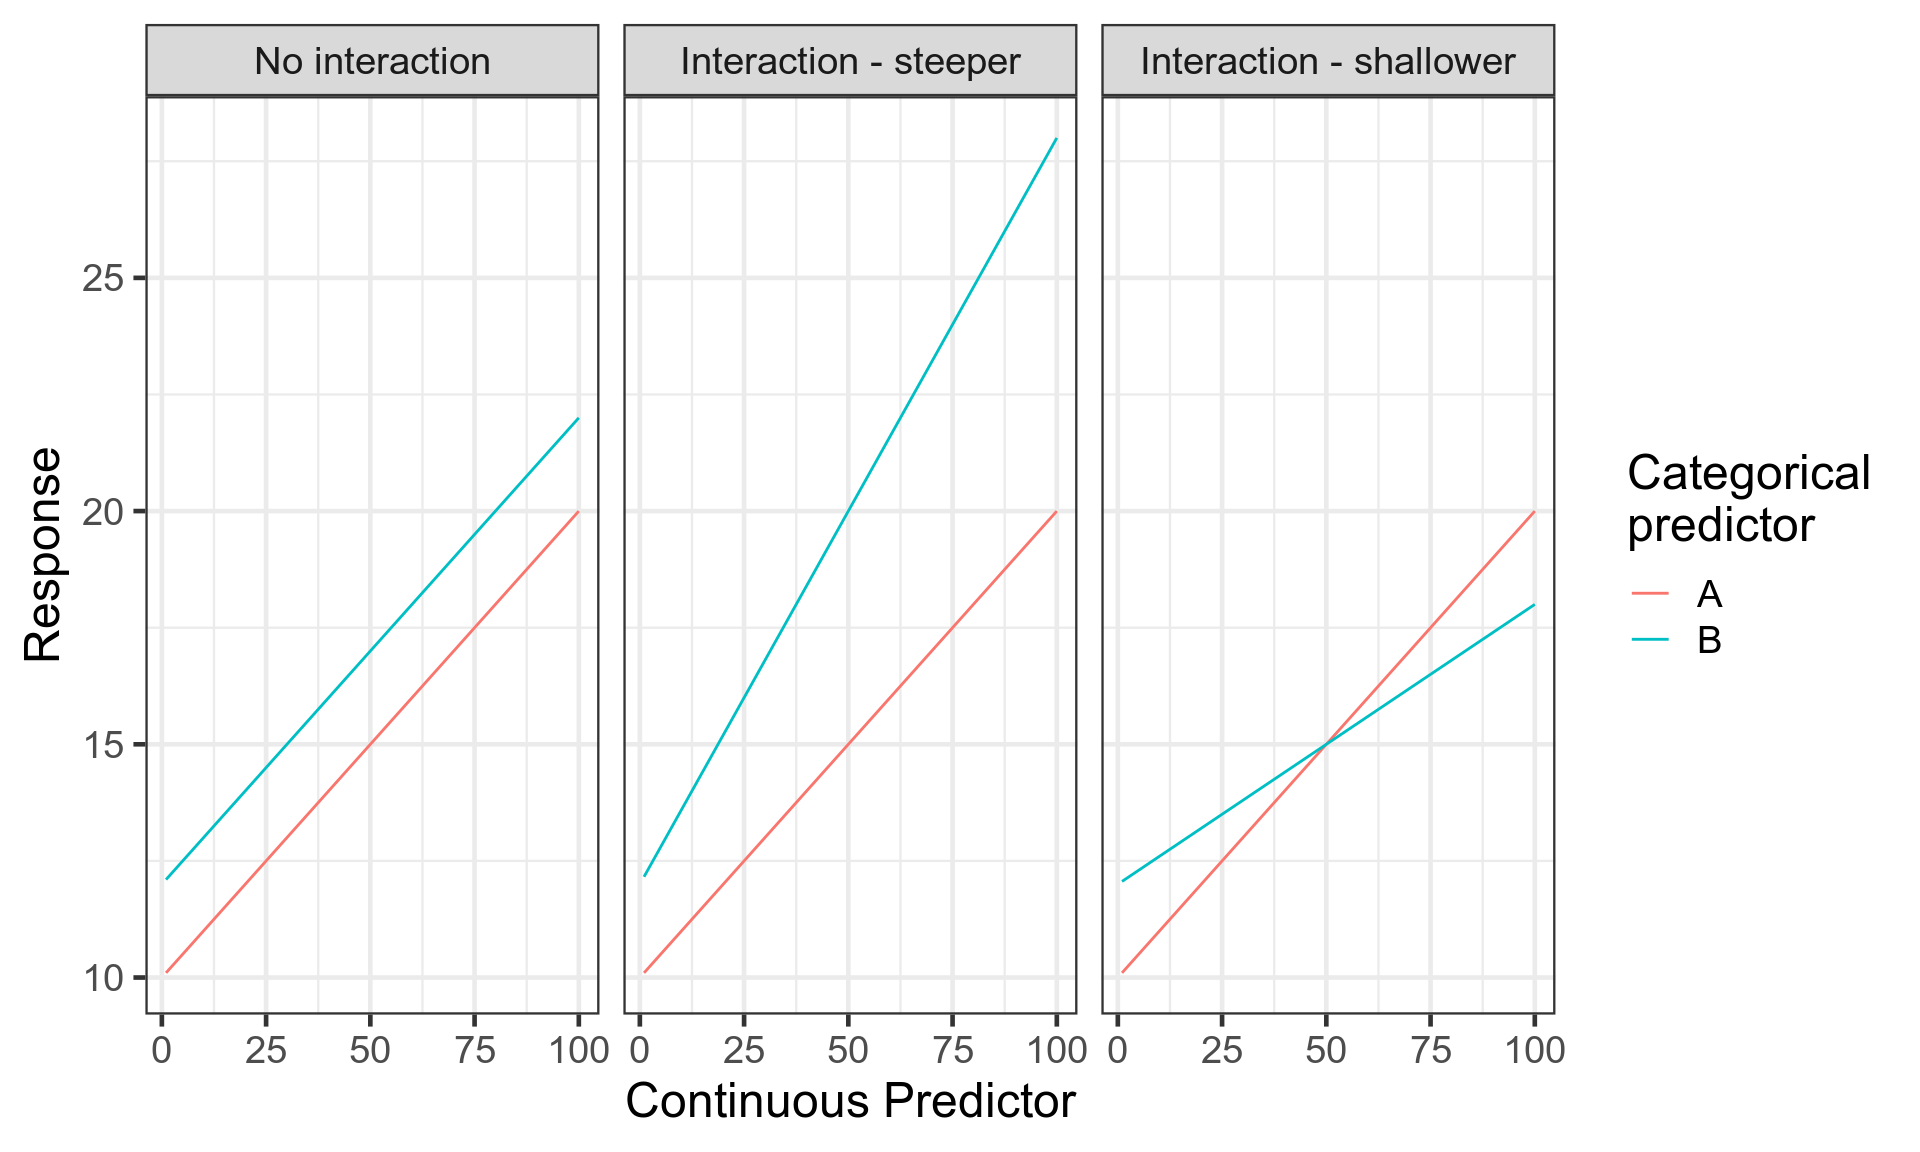 No interaction
Interaction - steeper
Interaction - shallower
Response
25
20
15
10
0 25 50 75 100
0 25 50 75 100
0 25 50 75 100
Continuous Predictor
Categorical
predictor
A
B